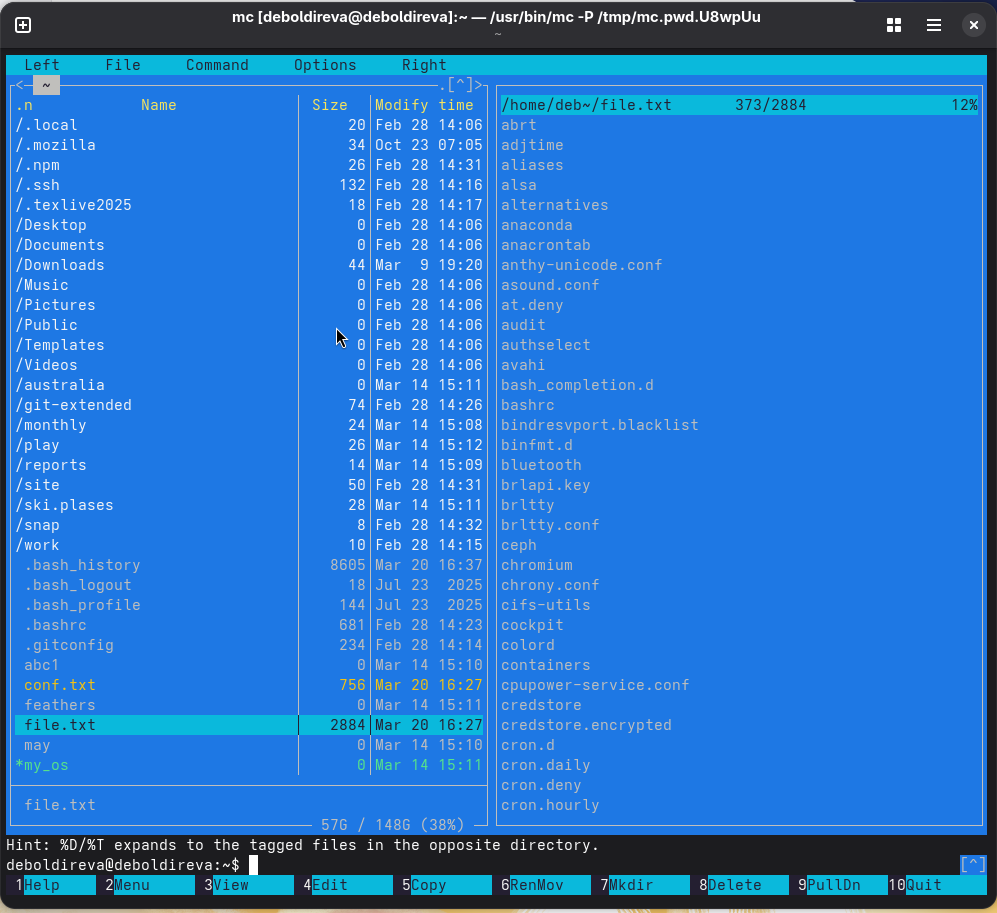 mc [deboldireva@deboldireva]:~ — /usr/bin/mc -P /tmp/mc.pwd.U8wpUu
~
Left File Command Options Right
<─ ~ .[^]>
.n Name Size Modify time
/.local 20 Feb 28 14:06
/.mozilla 34 Oct 23 07:05
/.npm 26 Feb 28 14:31
/.ssh 132 Feb 28 14:16
/.texlive2025 18 Feb 28 14:17
/Desktop 0 Feb 28 14:06
/Documents 0 Feb 28 14:06
/Downloads 44 Mar 9 19:20
/Music 0 Feb 28 14:06
/Pictures 0 Feb 28 14:06
/Public 0 Feb 28 14:06
/Templates 0 Feb 28 14:06
/Videos 0 Feb 28 14:06
/australia 0 Mar 14 15:11
/git-extended 74 Feb 28 14:26
/monthly 24 Mar 14 15:08
/play 26 Mar 14 15:12
/reports 14 Mar 14 15:09
/site 50 Feb 28 14:31
/ski.plases 28 Mar 14 15:11
/snap 8 Feb 28 14:32
/work 10 Feb 28 14:15
.bash_history 8605 Mar 20 16:37
.bash_logout 18 Jul 23 2025
.bash_profile 144 Jul 23 2025
.bashrc 681 Feb 28 14:23
.gitconfig 234 Feb 28 14:14
abc1 0 Mar 14 15:10
conf.txt 756 Mar 20 16:27
feathers 0 Mar 14 15:11
file.txt 2884 Mar 20 16:27
may 0 Mar 14 15:10
*my_os 0 Mar 14 15:11
file.txt
57G / 148G (38%)
/home/deb~/file.txt 373/2884 12%
abrt
adjtime
aliases
alsa
alternatives
anaconda
anacrontab
anthy-unicode.conf
asound.conf
at.deny
audit
authselect
avahi
bash_completion.d
bashrc
bindresvport.blacklist
binfmt.d
bluetooth
brlapi.key
brltty
brltty.conf
ceph
chromium
chrony.conf
cifs-utils
cockpit
colord
containers
cpupower-service.conf
credstore
credstore.encrypted
cron.d
cron.daily
cron.deny
cron.hourly
Hint: %D/%T expands to the tagged files in the opposite directory.
deboldireva@deboldireva:~$ [^]
1Help 2Menu 3View 4Edit 5Copy 6RenMov 7Mkdir 8Delete 9PullDn 10Quit